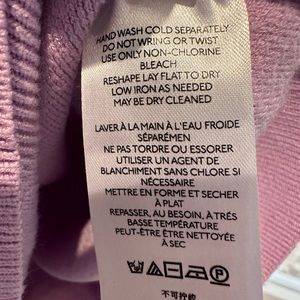 HAND WASH COLD SEPARATELY
DO NOT WRING OR TWIST
USE ONLY NON-CHLORINE
BLEACH
RESHAPE LAY FLAT TO DRY
LOW IRON AS NEEDED
MAY BE DRY CLEANED
LAVER À LA MAIN À L'EAU FROIDE
SÉPARÉMEN
NE PAS TORDRE OU ESSORER
UTILISER UN AGENT DE
BLANCHIMENT SANS CHLORE SI
NÉCESSAIRE
METTRE EN FORME ET SÉCHER
À PLAT
REPASSER, AU BESOIN, À TRÉS
BASSE TEMPÉRATURE
PEUT-ÊTRE ÊTRE NETTOYÉE
À SEC
不可拧绞